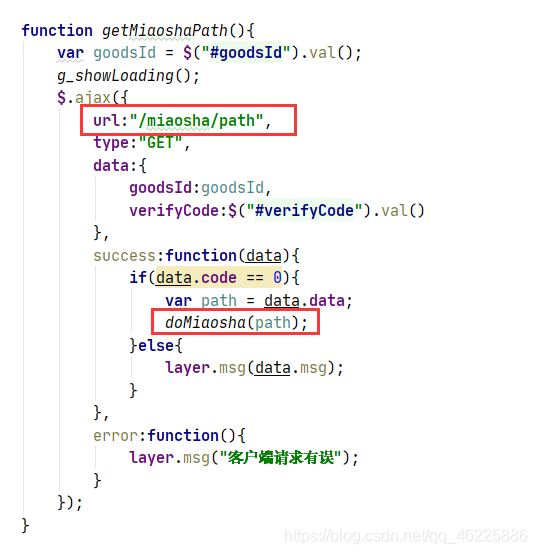 function getMiaoshaPath(){
    var goodsId = $("#goodsId").val();
    g_showLoading();
    $.ajax({
        url:"/miaosha/path",
        type:"GET",
        data:{
            goodsId:goodsId,
            verifyCode:$("#verifyCode").val()
        },
        success:function(data){
            if(data.code == 0){
                var path = data.data;
                doMiaosha(path);
            }else{
                layer.msg(data.msg);
            }
        },
        error:function(){
            layer.msg("客户端请求有误");
        }
    });
}
https://blog.csdn.net/qq_46225886